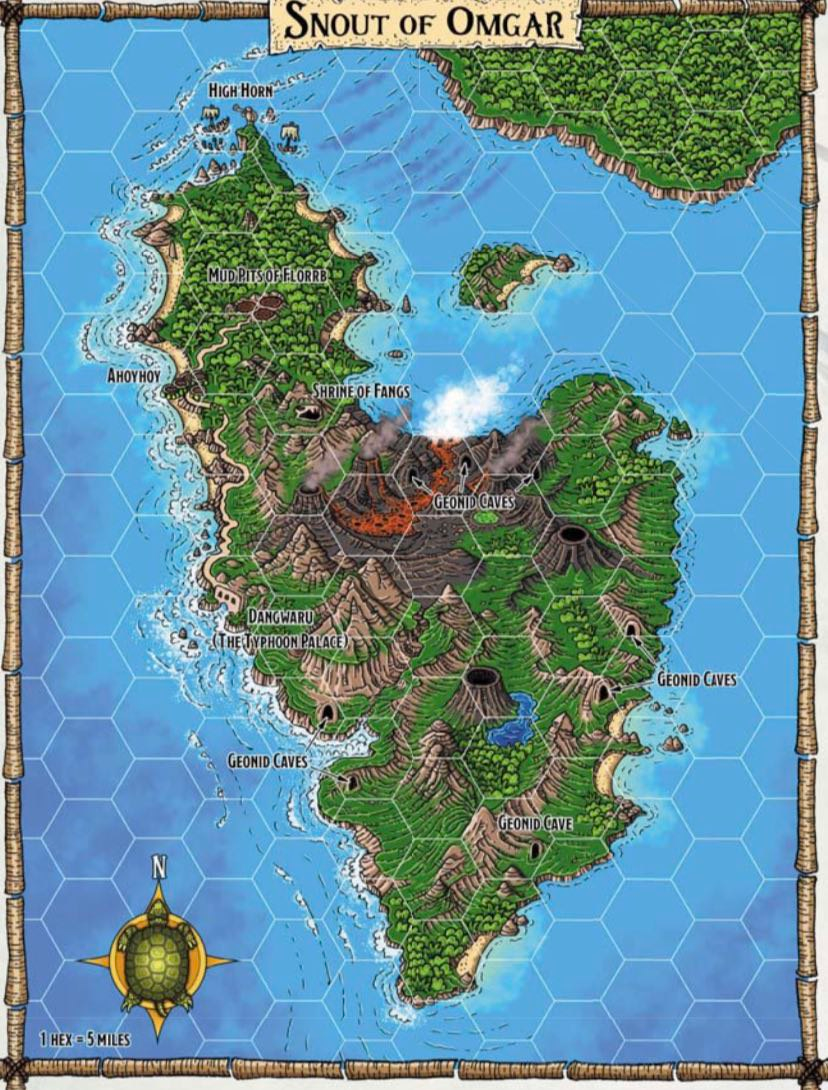 SNOUT OF OMGAR
HIGH HORN
MUD PITS OF FLORRB
AHOYHOY
SHRINE OF FANGS
GEONID CAVES
DANGWARU
(THE TYPHOON PALACE)
GEONID CAVES
GEONID CAVES
GEONID CAVE
N
1 HEX = 5 MILES